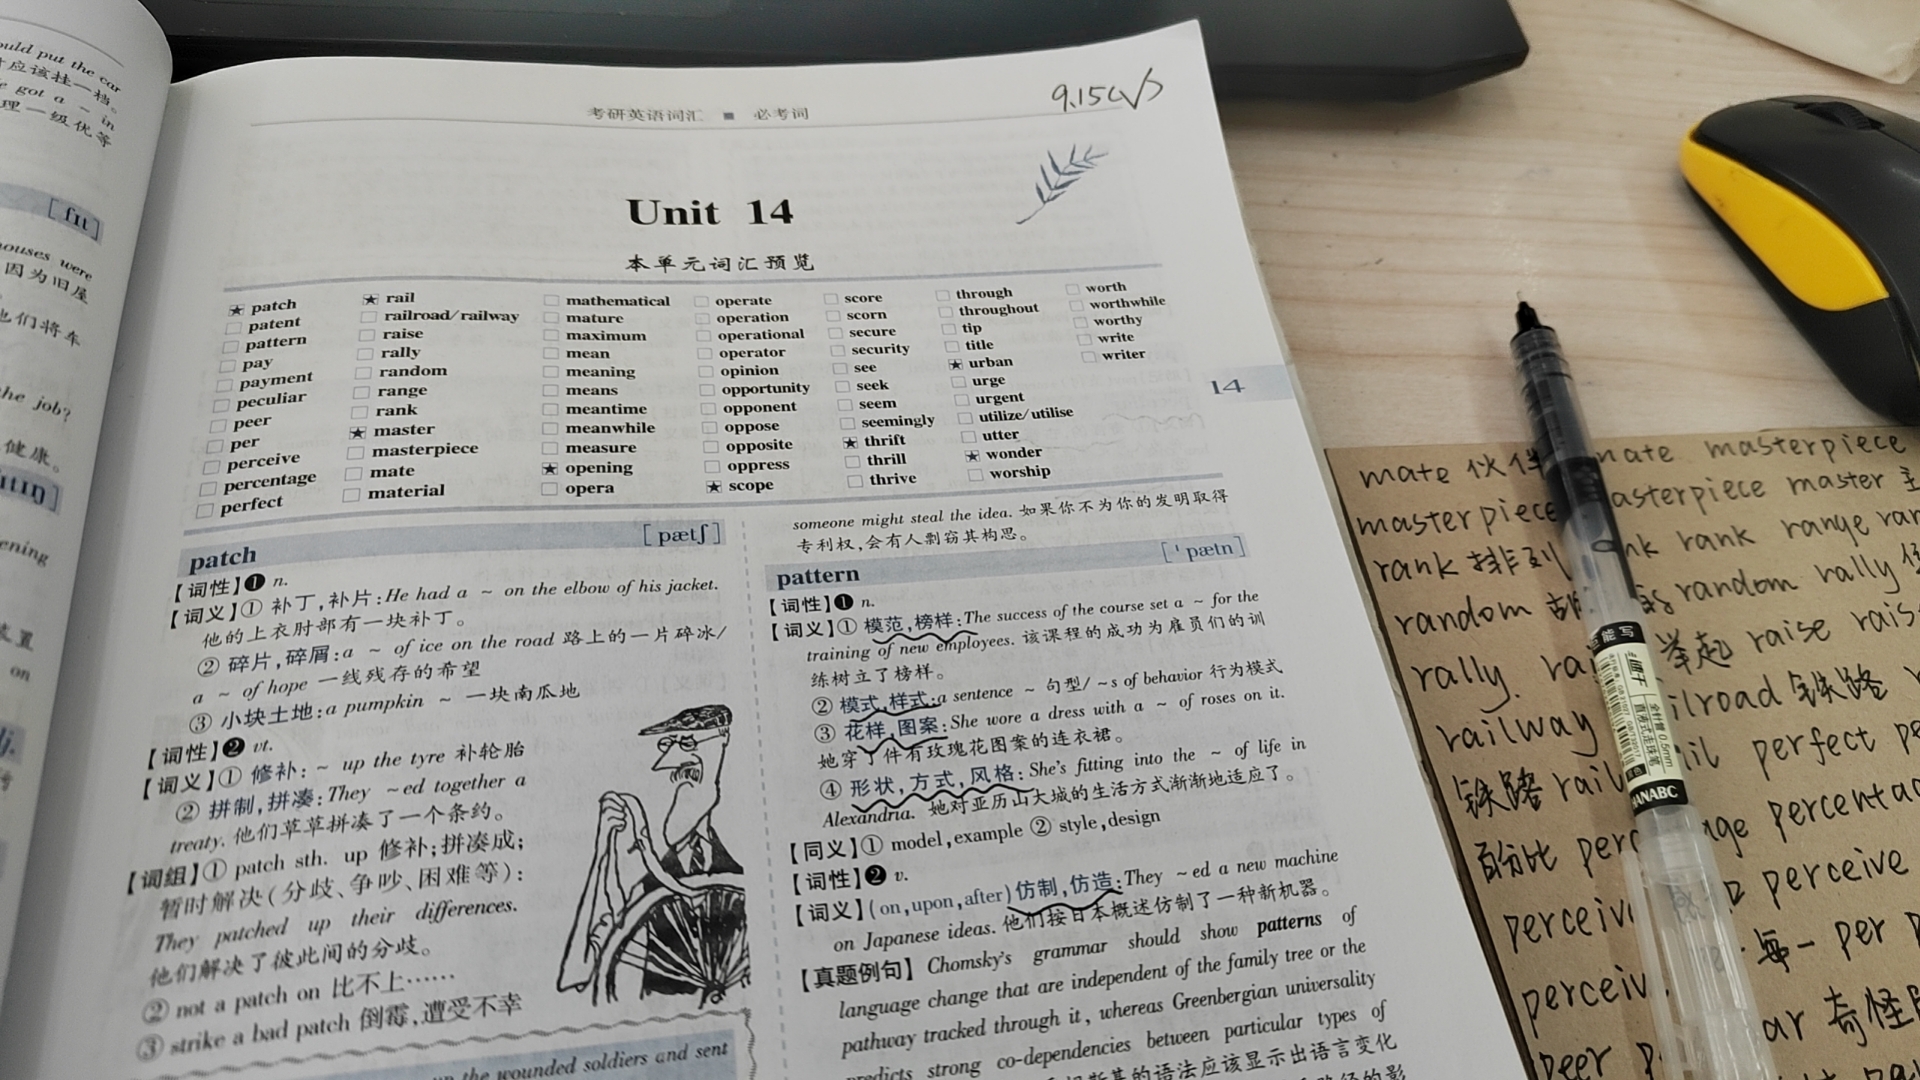 ould put the car
应该挂一档。
e got a ~ in
理一级优等
[fɪt]
houses were
因为旧屋
他们将车
he job?
健康。
ening
on
考研英语词汇 ■ 必考词
9.15(√)
Unit 14
本单元词汇预览
★ patch
□ patent
□ pattern
□ pay
□ payment
□ peculiar
□ peer
□ per
□ perceive
□ percentage
□ perfect
★ rail
□ railroad/railway
□ raise
□ rally
□ random
□ range
□ rank
★ master
□ masterpiece
□ mate
□ material
□ mathematical
□ mature
□ maximum
□ mean
□ meaning
□ means
□ meantime
□ meanwhile
□ measure
★ opening
□ opera
□ operate
□ operation
□ operational
□ operator
□ opinion
□ opportunity
□ opponent
□ oppose
□ opposite
□ oppress
★ scope
□ score
□ scorn
□ secure
□ security
□ see
□ seek
□ seem
□ seemingly
★ thrift
□ thrill
□ thrive
□ through
□ throughout
□ tip
□ title
★ urban
□ urge
□ urgent
□ utilize/utilise
□ utter
★ wonder
□ worship
□ worth
□ worthwhile
□ worthy
□ write
□ writer
14
patch [pætʃ]
【词性】❶ n.
【词义】① 补丁,补片:He had a ~ on the elbow of his jacket.
他的上衣肘部有一块补丁。
② 碎片,碎屑:a ~ of ice on the road 路上的一片碎冰/
a ~ of hope 一线残存的希望
③ 小块土地:a pumpkin ~ 一块南瓜地
【词性】❷ vt.
【词义】① 修补:~ up the tyre 补轮胎
② 拼制,拼凑:They ~ed together a
treaty. 他们草草拼凑了一个条约。
【词组】① patch sth. up 修补;拼凑成;
暂时解决(分歧、争吵、困难等):
They patched up their differences.
他们解决了彼此间的分歧。
② not a patch on 比不上……
③ strike a bad patch 倒霉,遭受不幸
up the wounded soldiers and sent
someone might steal the idea. 如果你不为你的发明取得
专利权,会有人剽窃其构思。
pattern [ˈpætn]
【词性】❶ n.
【词义】① 模范,榜样:The success of the course set a ~ for the
training of new employees. 该课程的成功为雇员们的训
练树立了榜样。
② 模式,样式:a sentence ~ 句型/ ~s of behavior 行为模式
③ 花样,图案:She wore a dress with a ~ of roses on it.
她穿了件有玫瑰花图案的连衣裙。
④ 形状,方式,风格:She's fitting into the ~ of life in
Alexandria. 她对亚历山大城的生活方式渐渐地适应了。
【同义】① model,example ② style,design
【词性】❷ v.
【词义】(on,upon,after)仿制,仿造:They ~ed a new machine
on Japanese ideas. 他们按日本概述仿制了一种新机器。
【真题例句】 Chomsky's grammar should show patterns of
language change that are independent of the family tree or the
pathway tracked through it, whereas Greenbergian universality
predicts strong co-dependencies between particular types of
的语法应该显示出语言变化
mate 伙伴 mate masterpiece
masterpiece masterpiece master
rank 排列 rank rank range
random random rally
rally. 举起 raise
railway railroad 铁路
铁路 rail perfect
百分比 percentage
perceive perceive
每一 per
奇怪
peer
ANABC